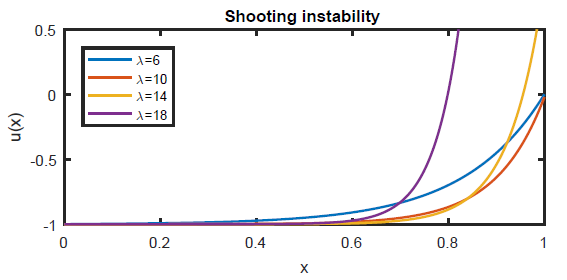 Shooting instability
0.5
λ=6
λ=10
0
λ=14
λ=18
u(x)
-0.5
-1
0 0.2 0.4 0.6 0.8 1
x